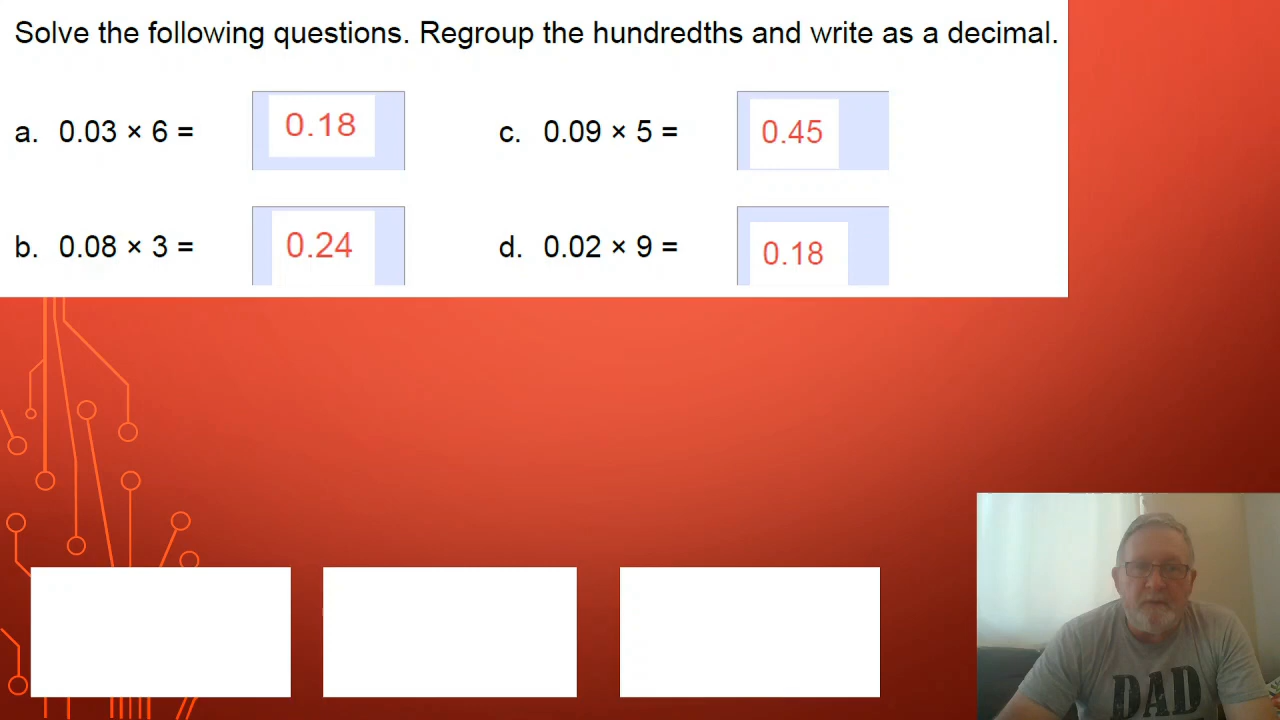 Solve the following questions. Regroup the hundredths and write as a decimal.
a. 0.03 × 6 = 0.18
c. 0.09 × 5 = 0.45
b. 0.08 × 3 = 0.24
d. 0.02 × 9 = 0.18
DAD